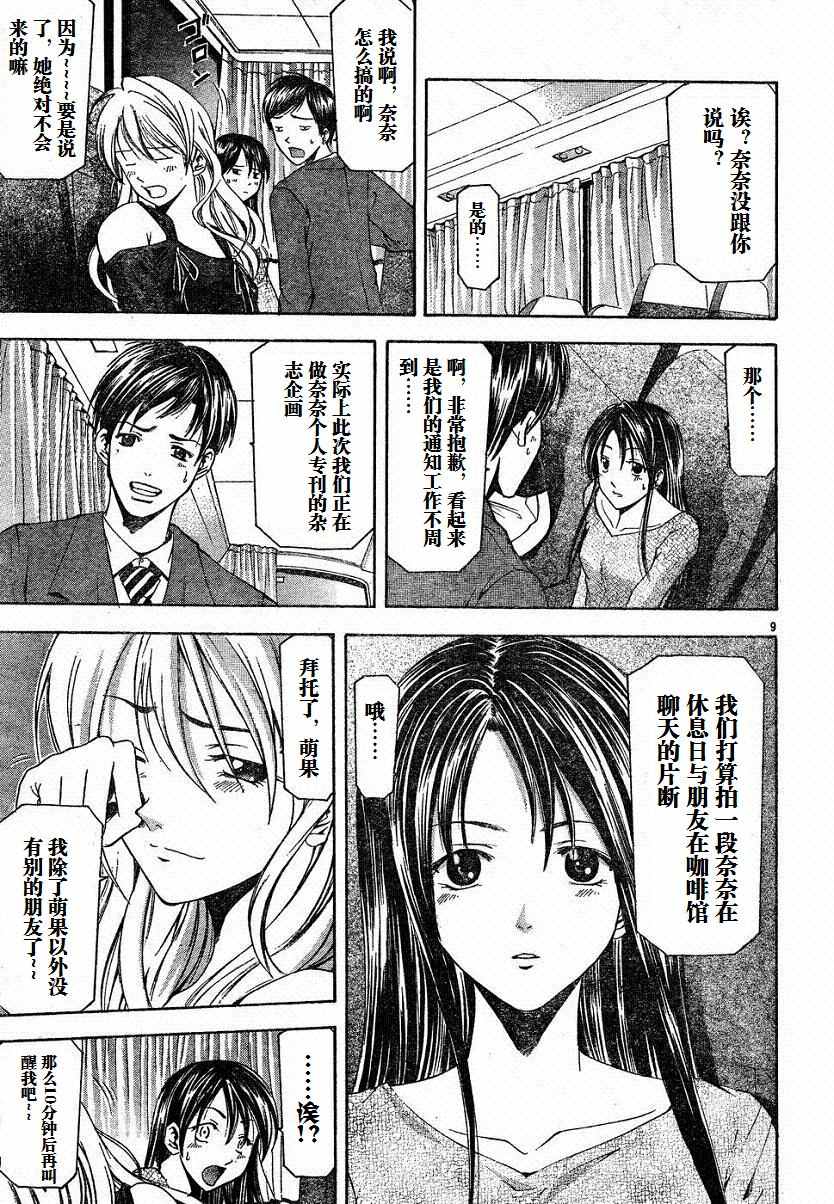 诶？奈奈没跟你
说吗？
是的……
我说啊，奈奈
怎么搞的啊
ゴロン
因为~~~~要是说
了，她绝对不会
来的嘛
那个……
啊，非常抱歉，看起来
是我们的通知工作不周
到……
实际上此次我们正在
做奈奈个人专刊的杂
志企画
9
我们打算拍一段奈奈在
休息日与朋友在咖啡馆
聊天的片断
哦……
拜托了，萌果
我除了萌果以外没
有别的朋友了~~
……诶!?
那么10分钟后再叫
醒我吧~~